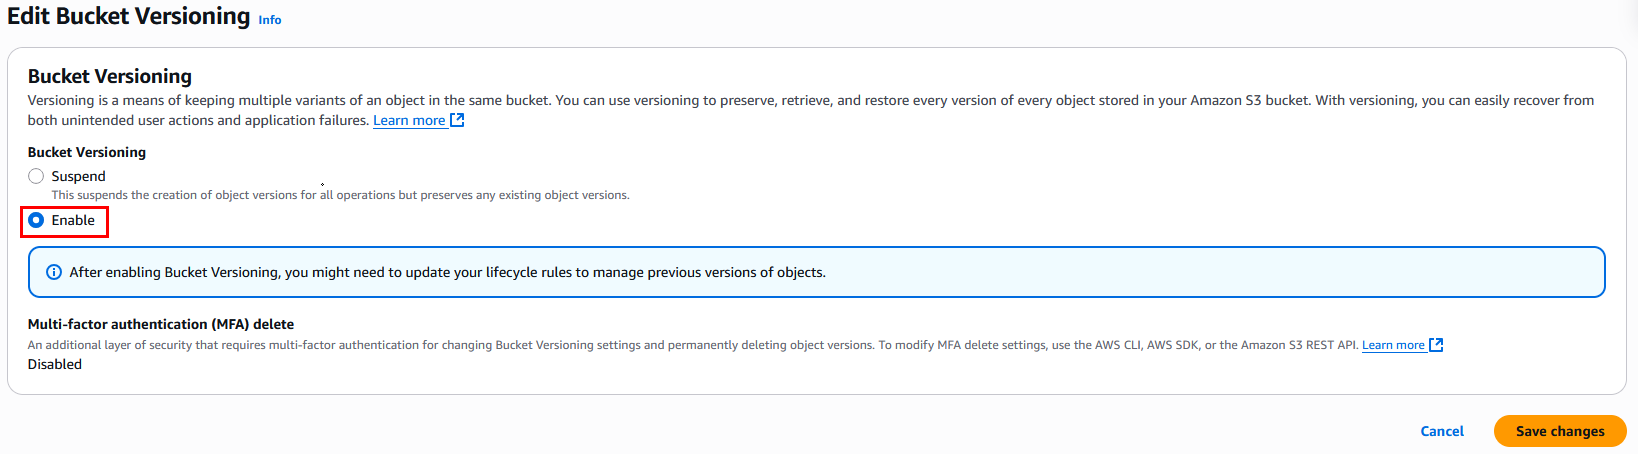 Edit Bucket Versioning Info
Bucket Versioning
Versioning is a means of keeping multiple variants of an object in the same bucket. You can use versioning to preserve, retrieve, and restore every version of every object stored in your Amazon S3 bucket. With versioning, you can easily recover from
both unintended user actions and application failures. Learn more
Bucket Versioning
Suspend
This suspends the creation of object versions for all operations but preserves any existing object versions.
Enable
After enabling Bucket Versioning, you might need to update your lifecycle rules to manage previous versions of objects.
Multi-factor authentication (MFA) delete
An additional layer of security that requires multi-factor authentication for changing Bucket Versioning settings and permanently deleting object versions. To modify MFA delete settings, use the AWS CLI, AWS SDK, or the Amazon S3 REST API. Learn more
Disabled
Cancel Save changes